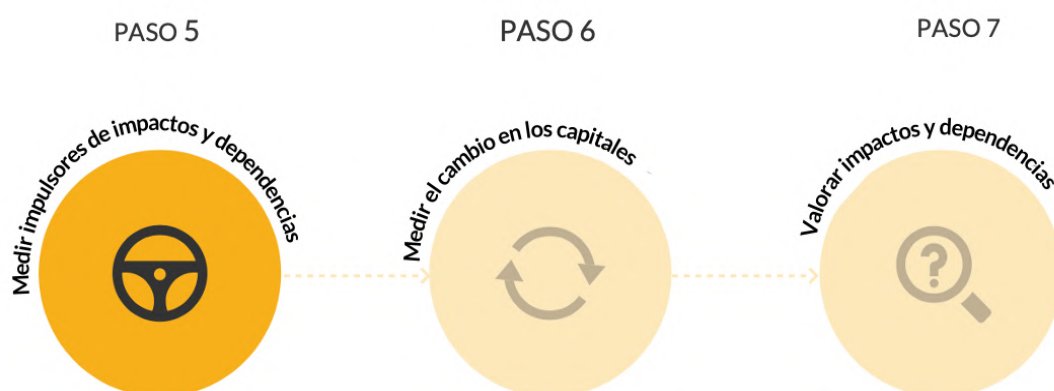 PASO 5
PASO 6
PASO 7
Medir impulsores de impactos y dependencias
Medir el cambio en los capitales
Valorar impactos y dependencias
?